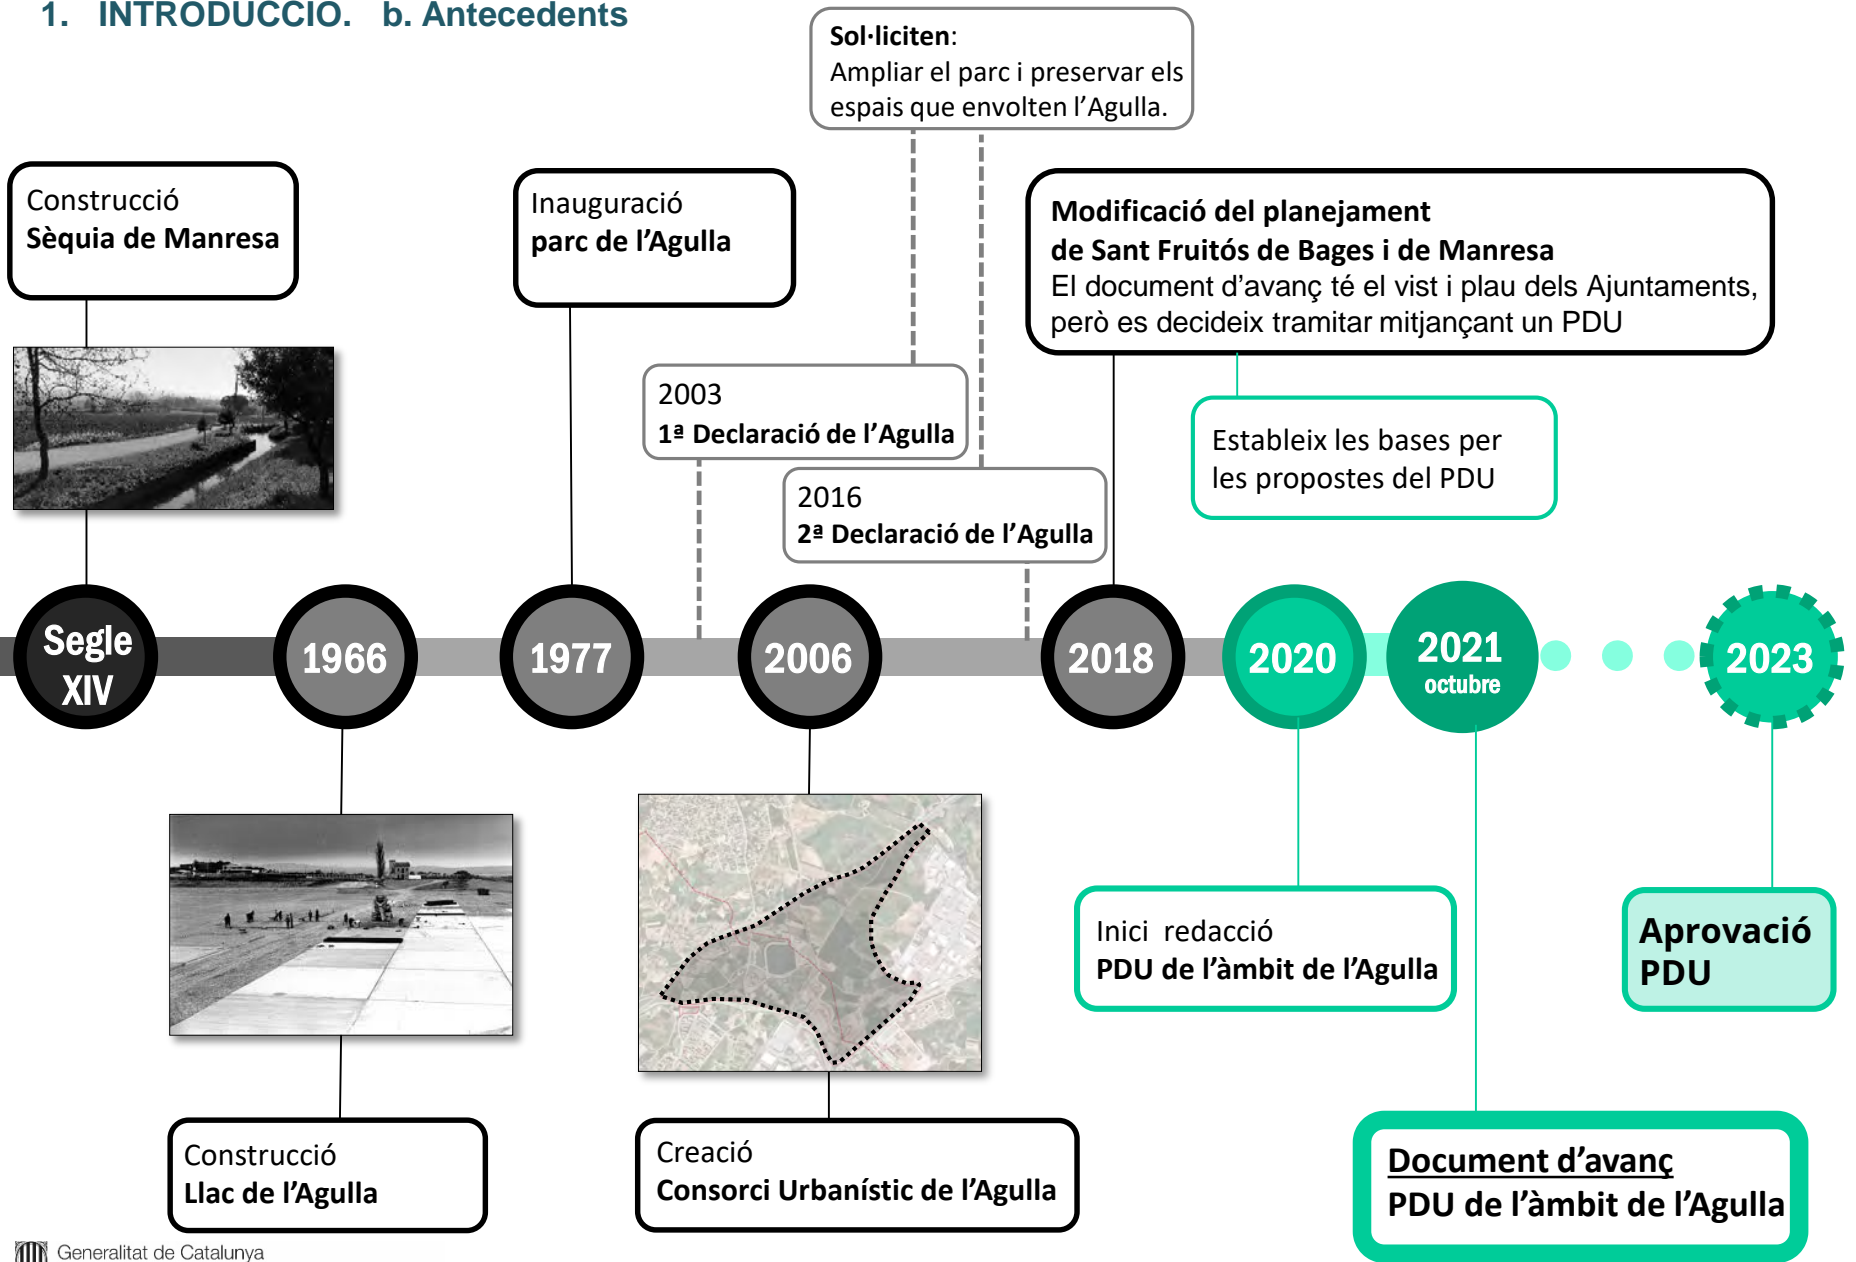 1. INTRODUCCIÓ. b. Antecedents
Sol·liciten:
Ampliar el parc i preservar els
espais que envolten l’Agulla.
Construcció
Sèquia de Manresa
Inauguració
parc de l’Agulla
Modificació del planejament
de Sant Fruitós de Bages i de Manresa
El document d’avanç té el vist i plau dels Ajuntaments,
però es decideix tramitar mitjançant un PDU
2003
1ª Declaració de l’Agulla
2016
2ª Declaració de l’Agulla
Estableix les bases per
les propostes del PDU
Segle
XIV
1966
1977
2006
2018
2020
2021
octubre
2023
Inici redacció
PDU de l’àmbit de l’Agulla
Aprovació
PDU
Construcció
Llac de l’Agulla
Creació
Consorci Urbanístic de l’Agulla
Document d’avanç
PDU de l’àmbit de l’Agulla
Generalitat de Catalunya